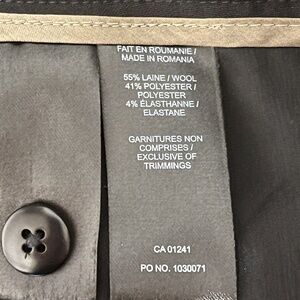 FAIT EN ROUMANIE /
MADE IN ROMANIA
55% LAINE / WOOL
41% POLYESTER /
POLYESTER
4% ÉLASTHANNE /
ELASTANE
GARNITURES NON
COMPRISES /
EXCLUSIVE OF
TRIMMINGS
CA 01241
PO NO. 1030071